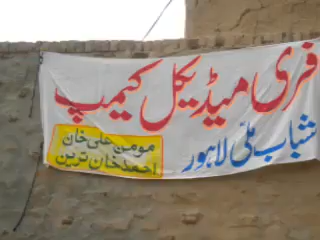 فری میڈیکل کیمپ
شباب ملی لاہور
مومن علی خان
احمد خان ترین